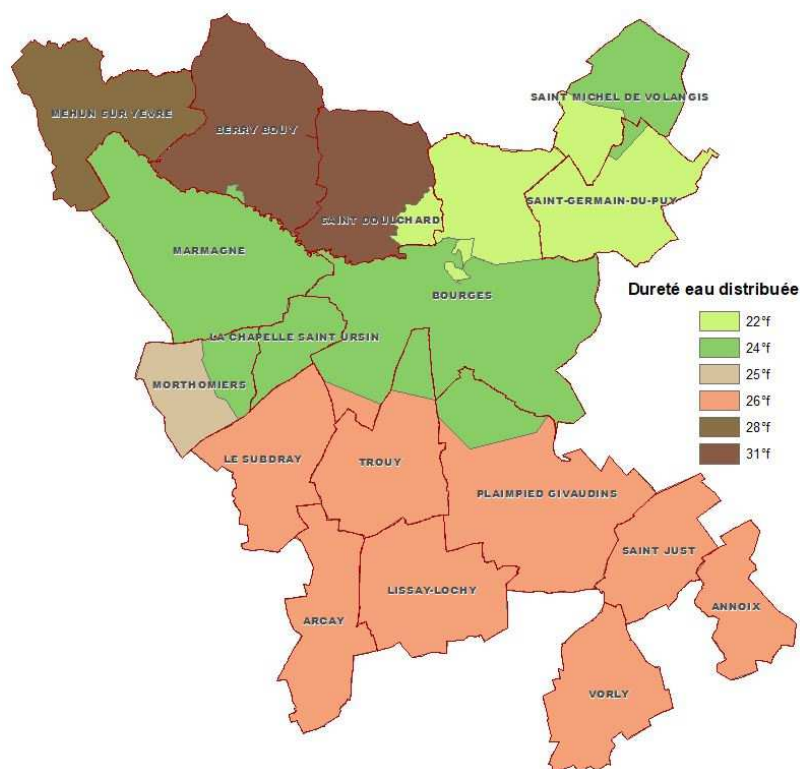 SAINT MICHEL DE VOLANGIS
MEHUN SUR YEVRE
BERRY BOUY
SAINT-GERMAIN-DU-PUY
SAINT DOULCHARD
MARMAGNE
BOURGES
Dureté eau distribuée
22°f
24°f
25°f
26°f
28°f
31°f
LA CHAPELLE SAINT URSIN
MORTHOMIERS
LE SUBDRAY
TROUY
PLAIMPIED GIVAUDINS
SAINT JUST
LISSAY-LOCHY
ANNOIX
ARCAY
VORLY